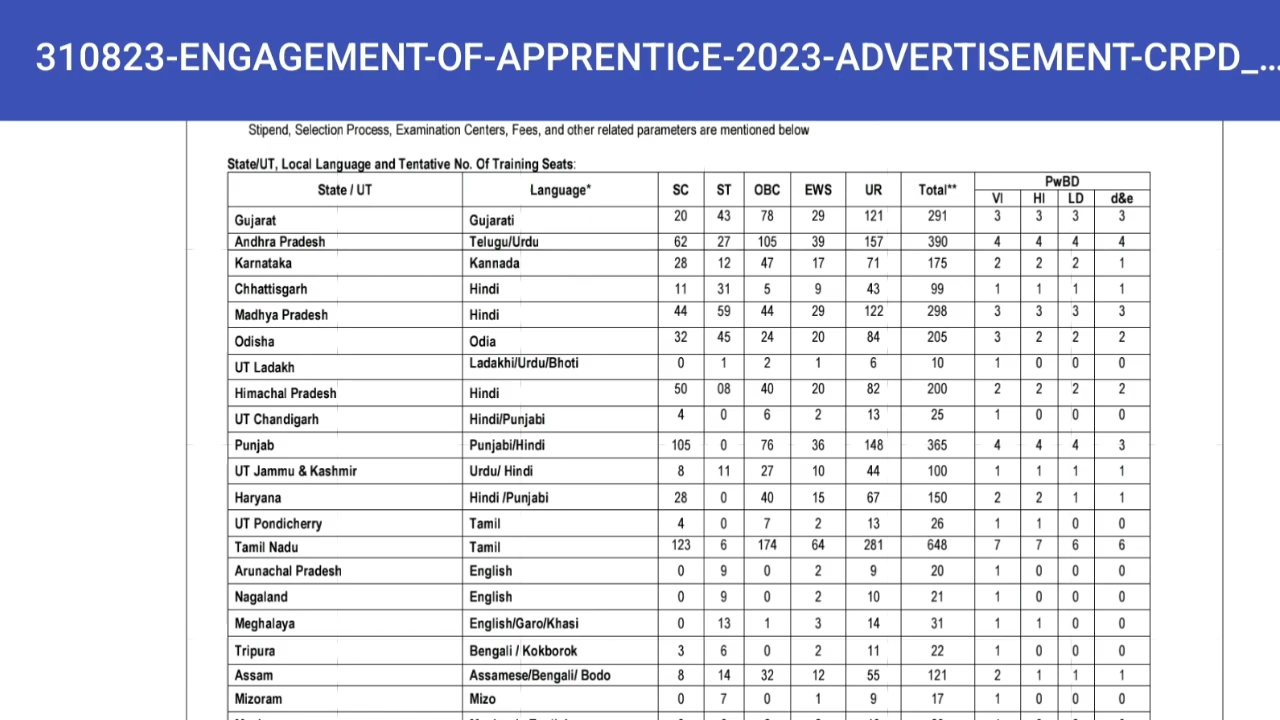 310823-ENGAGEMENT-OF-APPRENTICE-2023-ADVERTISEMENT-CRPD_...
Stipend, Selection Process, Examination Centers, Fees, and other related parameters are mentioned below
State/UT, Local Language and Tentative No. Of Training Seats:
State / UT Language* SC ST OBC EWS UR Total** PwBD
VI HI LD d&e
Gujarat Gujarati 20 43 78 29 121 291 3 3 3 3
Andhra Pradesh Telugu/Urdu 62 27 105 39 157 390 4 4 4 4
Karnataka Kannada 28 12 47 17 71 175 2 2 2 1
Chhattisgarh Hindi 11 31 5 9 43 99 1 1 1 1
Madhya Pradesh Hindi 44 59 44 29 122 298 3 3 3 3
Odisha Odia 32 45 24 20 84 205 3 2 2 2
UT Ladakh Ladakhi/Urdu/Bhoti 0 1 2 1 6 10 1 0 0 0
Himachal Pradesh Hindi 50 08 40 20 82 200 2 2 2 2
UT Chandigarh Hindi/Punjabi 4 0 6 2 13 25 1 0 0 0
Punjab Punjabi/Hindi 105 0 76 36 148 365 4 4 4 3
UT Jammu & Kashmir Urdu/ Hindi 8 11 27 10 44 100 1 1 1 1
Haryana Hindi /Punjabi 28 0 40 15 67 150 2 2 1 1
UT Pondicherry Tamil 4 0 7 2 13 26 1 1 0 0
Tamil Nadu Tamil 123 6 174 64 281 648 7 7 6 6
Arunachal Pradesh English 0 9 0 2 9 20 1 0 0 0
Nagaland English 0 9 0 2 10 21 1 0 0 0
Meghalaya English/Garo/Khasi 0 13 1 3 14 31 1 1 0 0
Tripura Bengali / Kokborok 3 6 0 2 11 22 1 0 0 0
Assam Assamese/Bengali/ Bodo 8 14 32 12 55 121 2 1 1 1
Mizoram Mizo 0 7 0 1 9 17 1 0 0 0